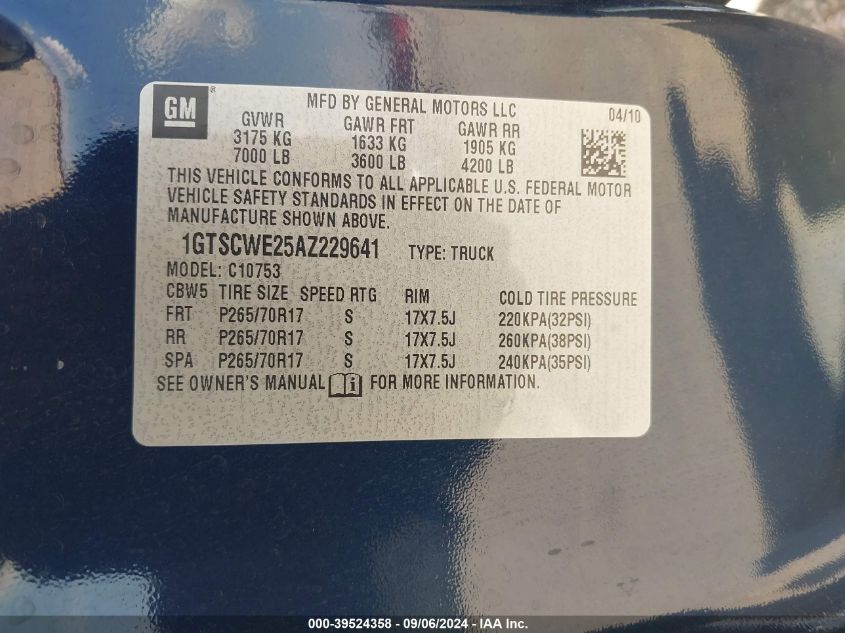 GM
MFD BY GENERAL MOTORS LLC
04/10
GVWR GAWR FRT GAWR RR
3175 KG 1633 KG 1905 KG
7000 LB 3600 LB 4200 LB
THIS VEHICLE CONFORMS TO ALL APPLICABLE U.S. FEDERAL MOTOR
VEHICLE SAFETY STANDARDS IN EFFECT ON THE DATE OF
MANUFACTURE SHOWN ABOVE.
1GTSCWE25AZ229641 TYPE: TRUCK
MODEL: C10753
CBW5 TIRE SIZE SPEED RTG RIM COLD TIRE PRESSURE
FRT P265/70R17 S 17X7.5J 220KPA(32PSI)
RR P265/70R17 S 17X7.5J 260KPA(38PSI)
SPA P265/70R17 S 17X7.5J 240KPA(35PSI)
SEE OWNER'S MANUAL FOR MORE INFORMATION.
000-39524358 - 09/06/2024 - IAA Inc.